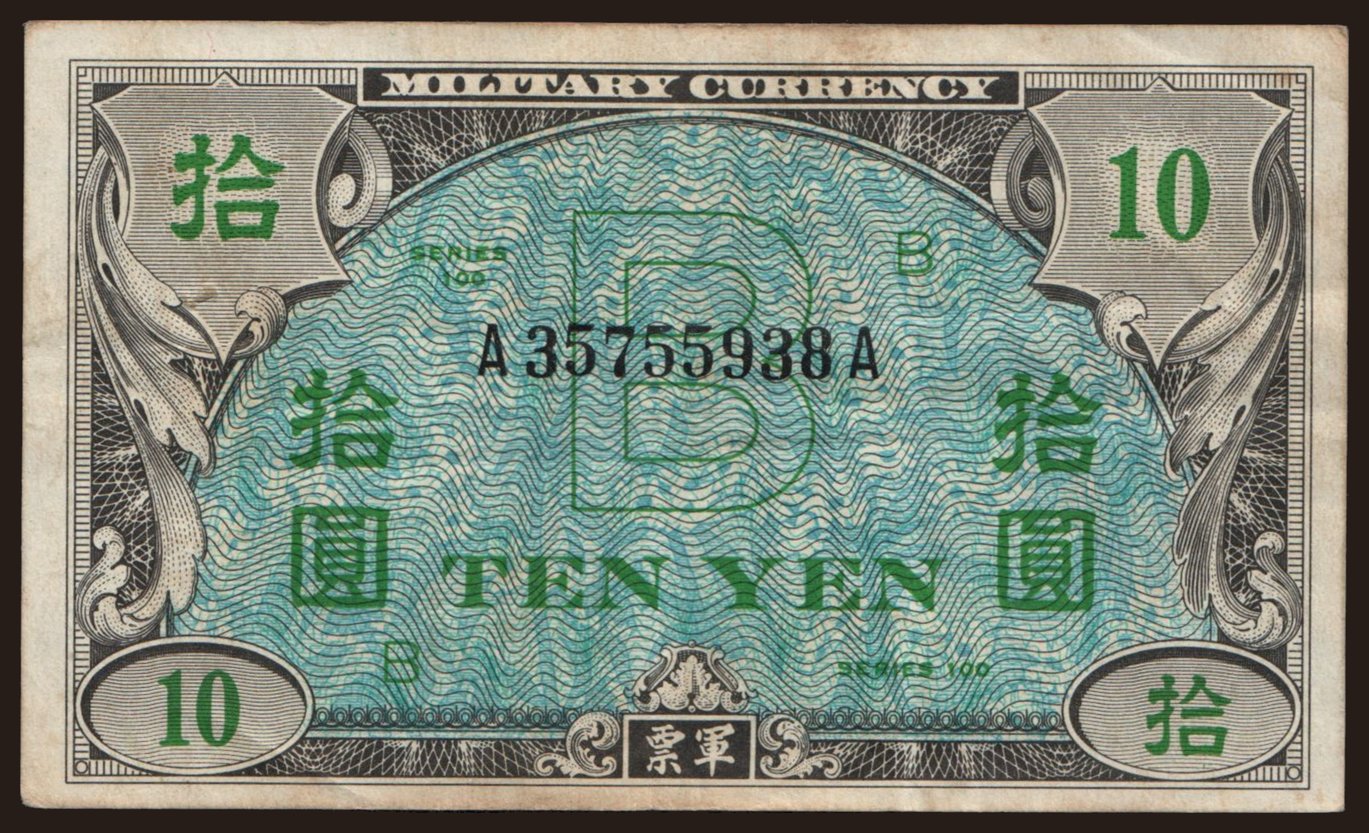 MILITARY CURRENCY
拾
10
SERIES
100
B
B
A35755938A
拾圓
拾圓
TEN YEN
B
SERIES 100
10
票軍
拾